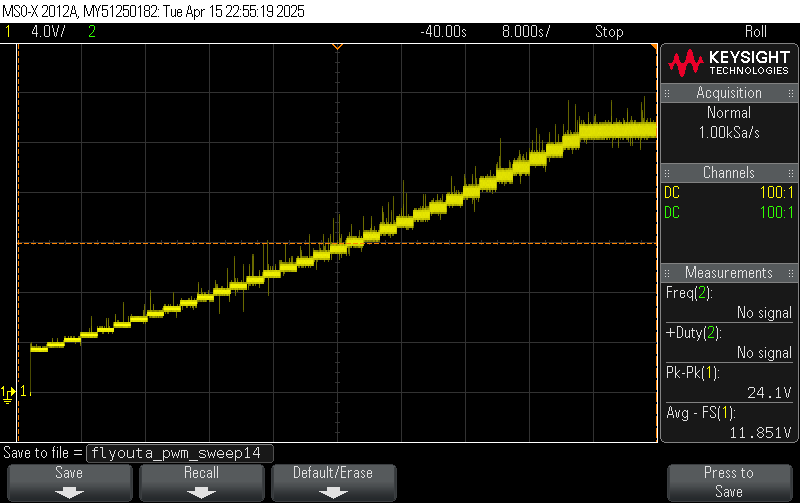 MSO-X 2012A, MY51250182: Tue Apr 15 22:55:19 2025
1 4.0V/ 2 -40.00s 8.000s/ Stop Roll
KEYSIGHT
TECHNOLOGIES
Acquisition
Normal
1.00kSa/s
Channels
DC 100:1
DC 100:1
Measurements
Freq(2):
No signal
+Duty(2):
No signal
Pk-Pk(1):
24.1V
Avg - FS(1):
11.851V
1 1
Save to file = flyouta_pwm_sweep14
Save Recall Default/Erase Press to
Save